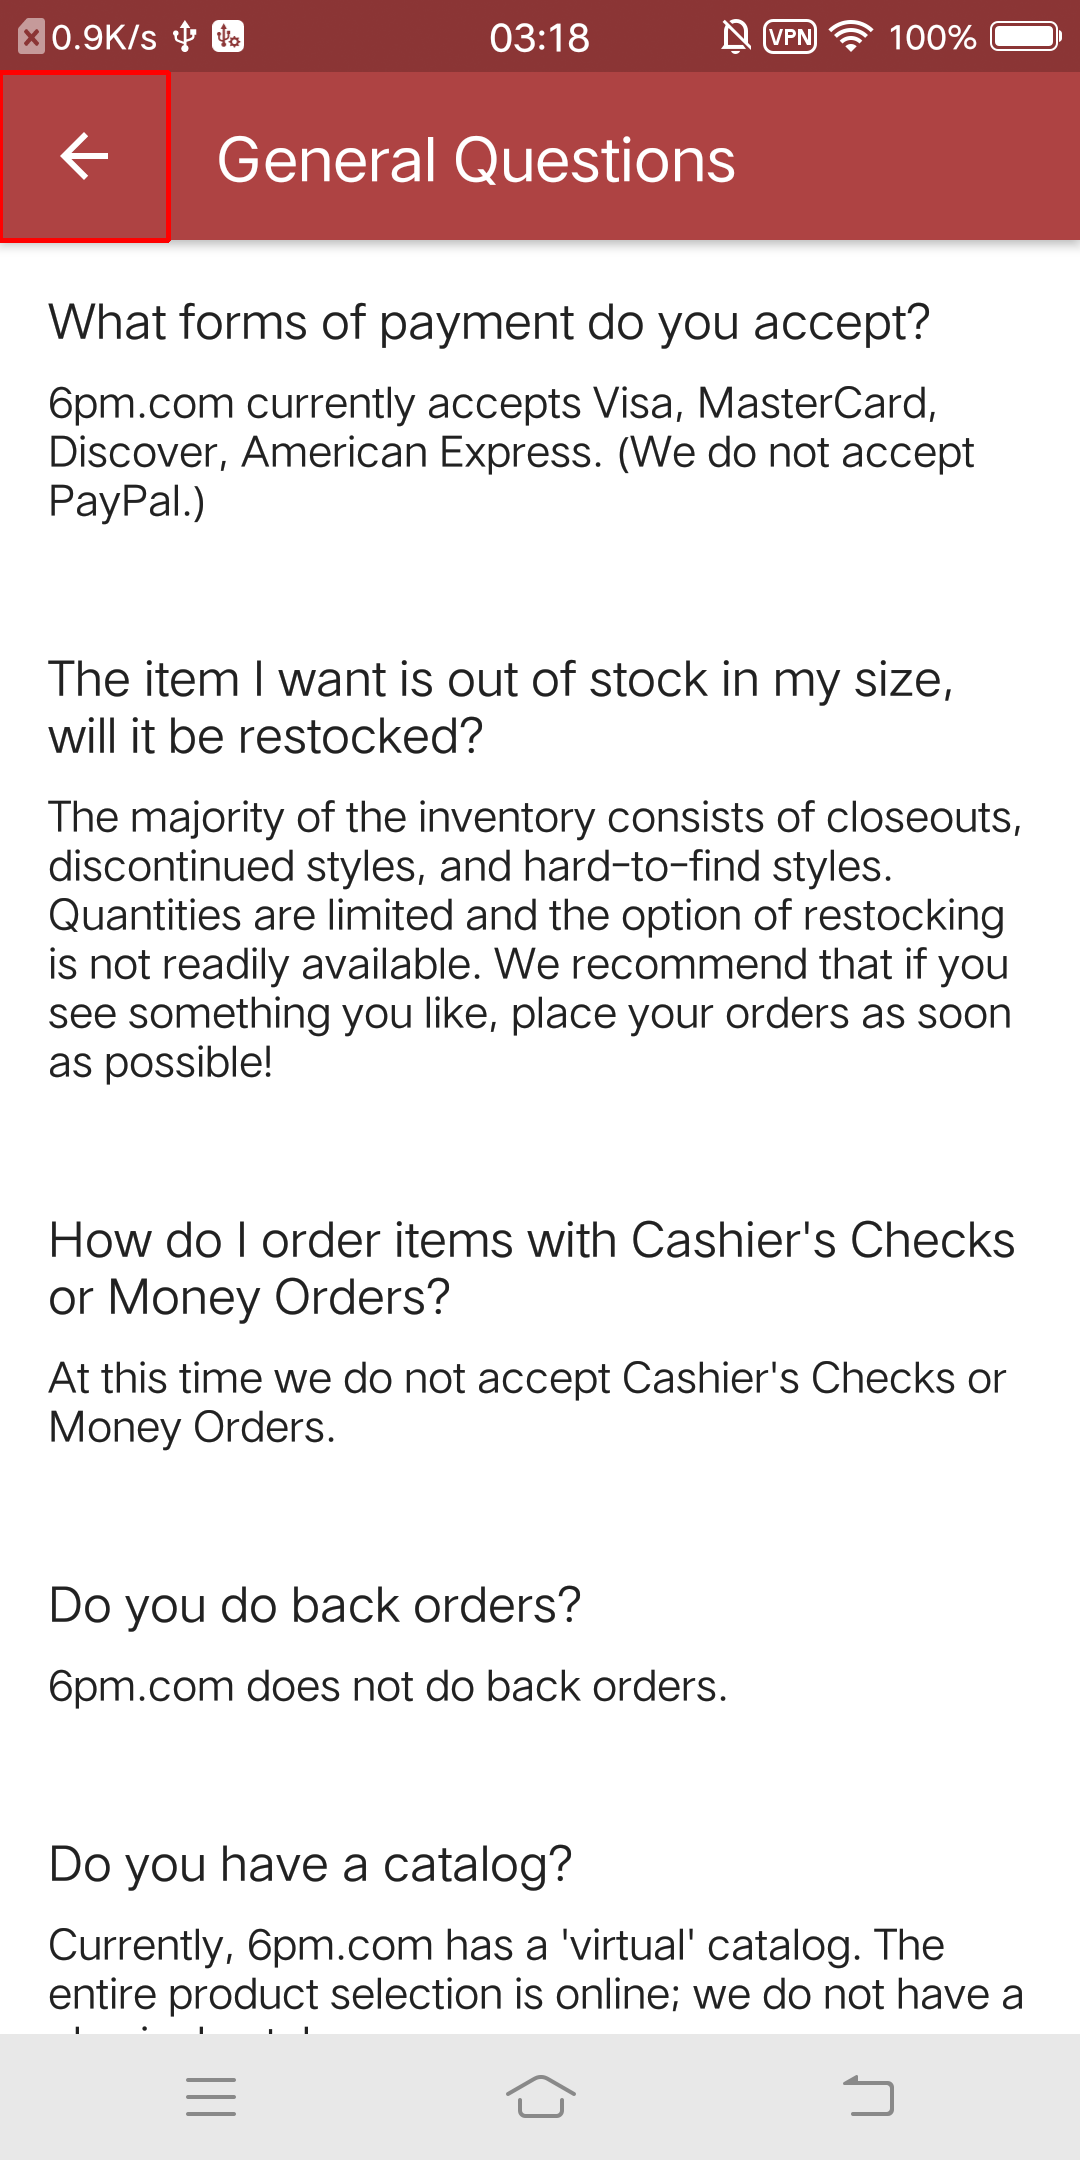 0.9K/s
03:18
VPN
100%
General Questions
What forms of payment do you accept?
6pm.com currently accepts Visa, MasterCard,
Discover, American Express. (We do not accept
PayPal.)
The item I want is out of stock in my size,
will it be restocked?
The majority of the inventory consists of closeouts,
discontinued styles, and hard-to-find styles.
Quantities are limited and the option of restocking
is not readily available. We recommend that if you
see something you like, place your orders as soon
as possible!
How do I order items with Cashier's Checks
or Money Orders?
At this time we do not accept Cashier's Checks or
Money Orders.
Do you do back orders?
6pm.com does not do back orders.
Do you have a catalog?
Currently, 6pm.com has a 'virtual' catalog. The
entire product selection is online; we do not have a